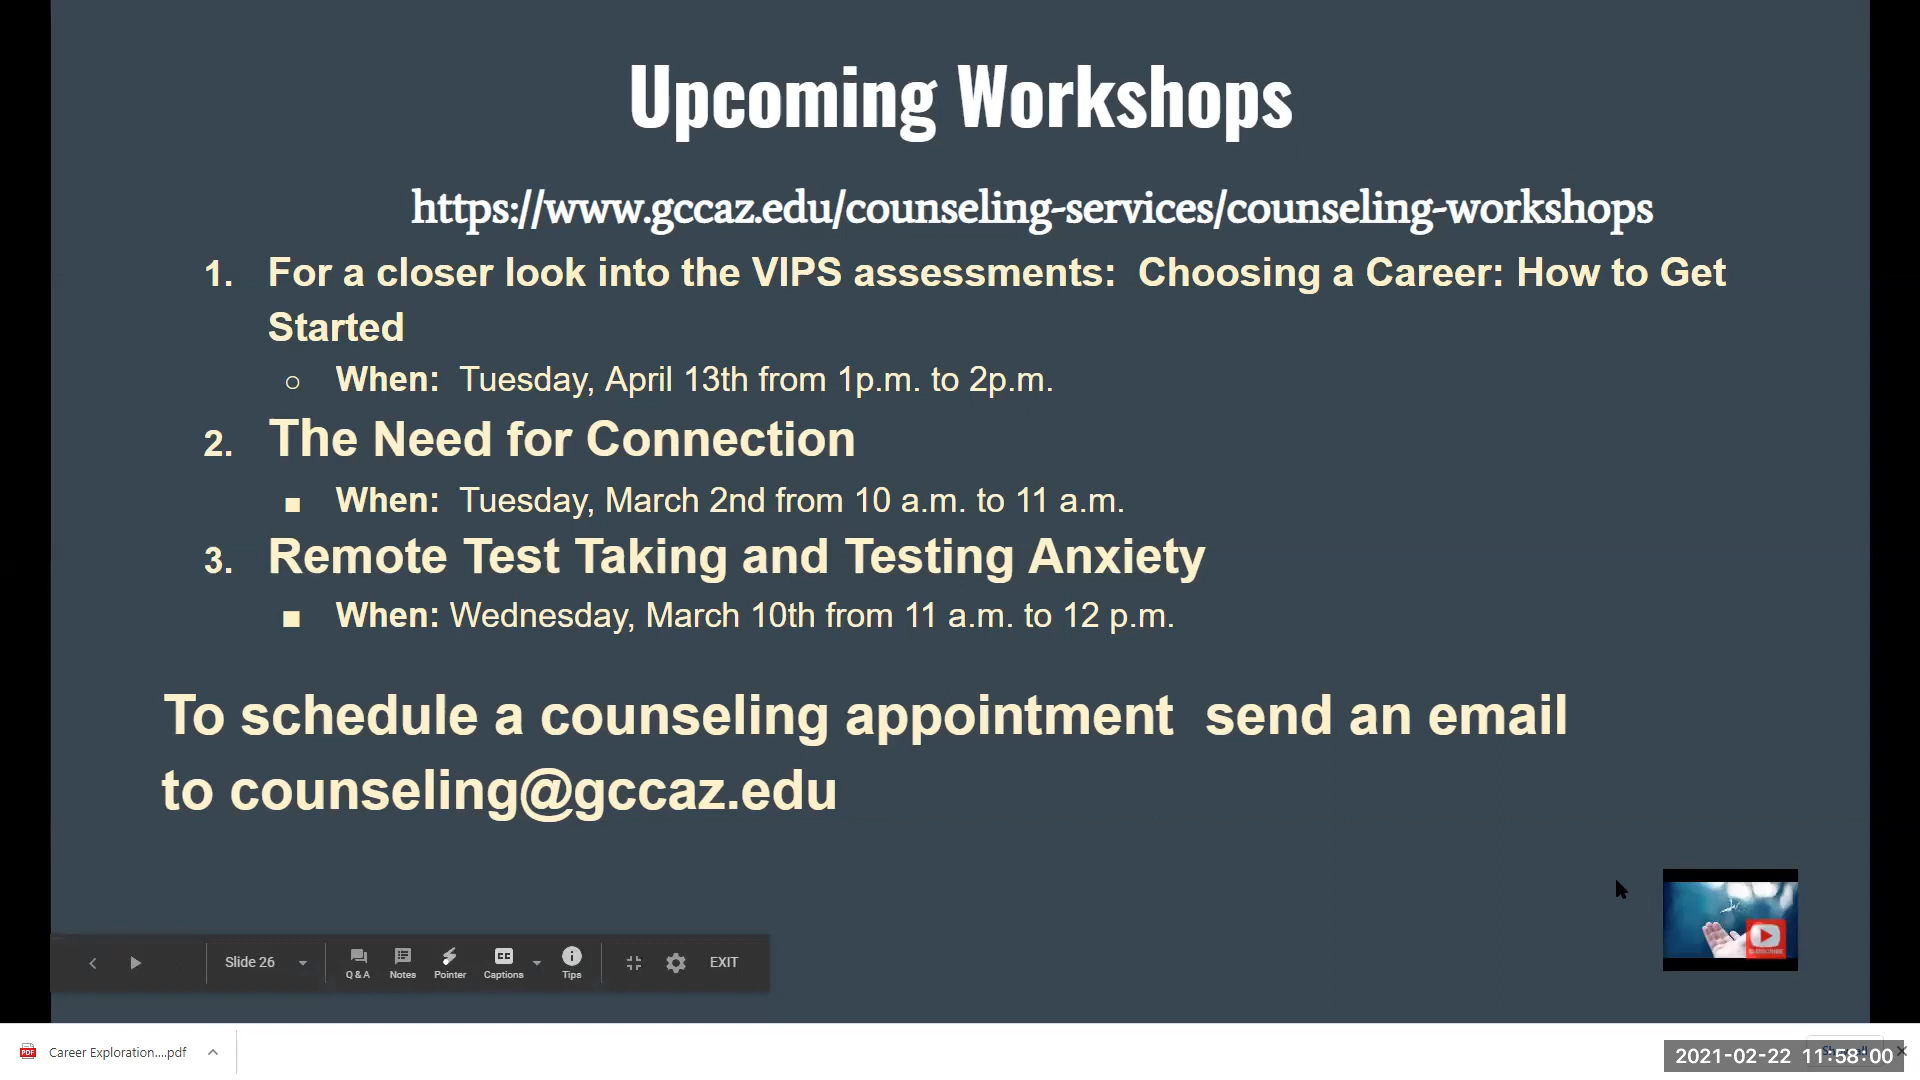 Upcoming Workshops
https://www.gccaz.edu/counseling-services/counseling-workshops
1. For a closer look into the VIPS assessments:  Choosing a Career: How to Get
Started
○ When:  Tuesday, April 13th from 1p.m. to 2p.m.
2. The Need for Connection
■ When:  Tuesday, March 2nd from 10 a.m. to 11 a.m.
3. Remote Test Taking and Testing Anxiety
■ When: Wednesday, March 10th from 11 a.m. to 12 p.m.
To schedule a counseling appointment  send an email
to counseling@gccaz.edu
SUBSCRIBE
Slide 26
Q & A Notes Pointer Captions Tips EXIT
PDF Career Exploration....pdf
2021-02-22 11:58:00